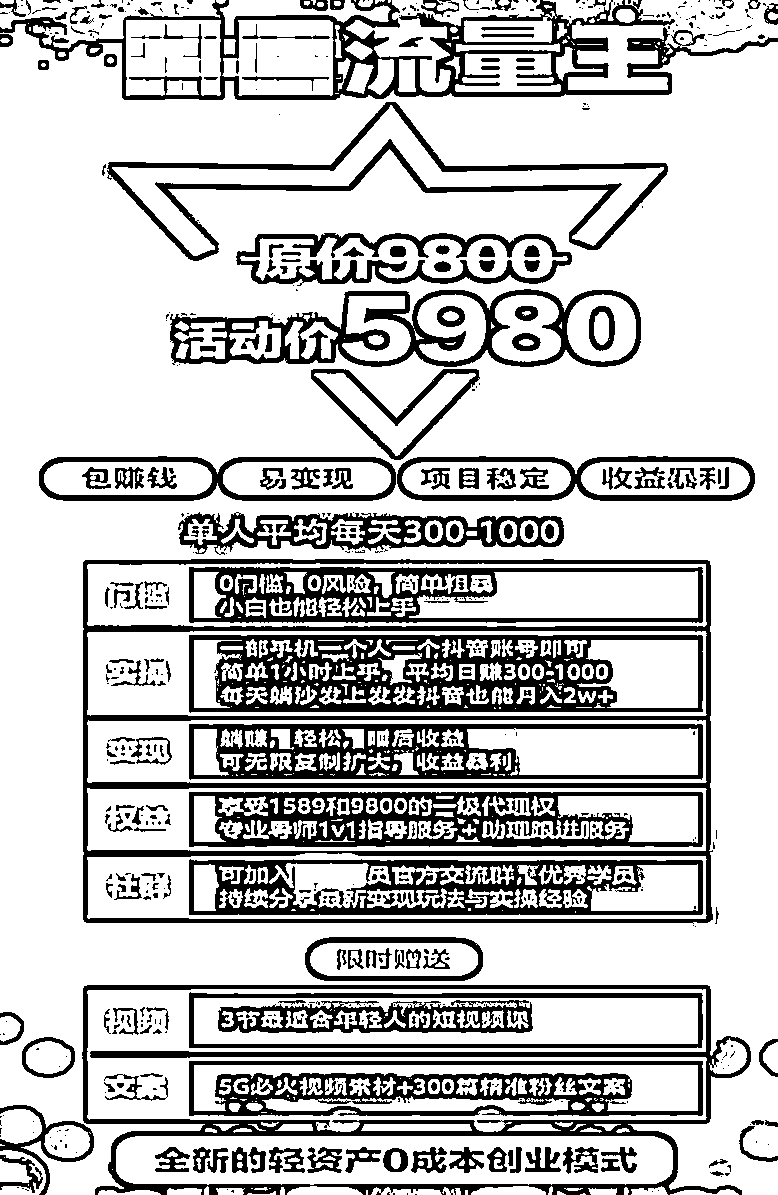 流量主
原价9800
活动价5980
包赚钱
易变现
项目稳定
收益暴利
单人平均每天300-1000
门槛
0门槛，0风险，简单粗暴
小白也能轻松上手
实操
一部手机一个人一个抖音账号即可
简单1小时上手，平均日赚300-1000
每天躺沙发上发发抖音也能月入2w+
变现
躺赚，轻松，睡后收益
可无限复制扩大，收益暴利
权益
享受1589和9800的二级代理权
专业导师1v1指导服务+助理跟进服务
社群
可加入 员官方交流群，优秀学员
持续分享最新变现玩法与实操经验
限时赠送
视频
3节最适合年轻人的短视频课
文案
5G必火视频素材+300篇精准粉丝文案
全新的轻资产0成本创业模式